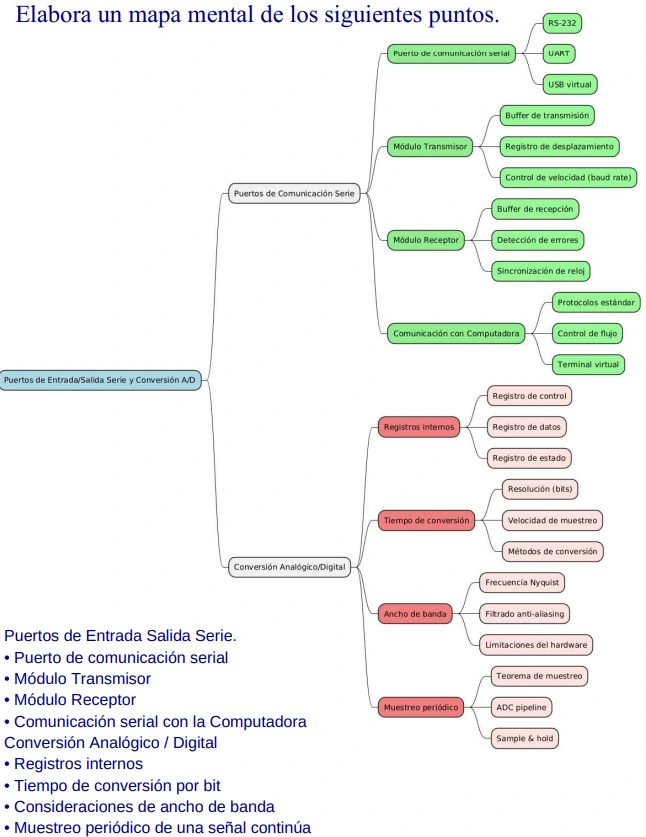 Elabora un mapa mental de los siguientes puntos.
RS-232
Puerto de comunicación serial
UART
USB virtual
Buffer de transmisión
Módulo Transmisor
Registro de desplazamiento
Control de velocidad (baud rate)
Puertos de Comunicación Serie
Buffer de recepción
Módulo Receptor
Detección de errores
Sincronización de reloj
Protocolos estándar
Comunicación con Computadora
Control de flujo
Terminal virtual
Puertos de Entrada/Salida Serie y Conversión A/D
Registro de control
Registros internos
Registro de datos
Registro de estado
Resolución (bits)
Tiempo de conversión
Velocidad de muestreo
Métodos de conversión
Conversión Analógico/Digital
Frecuencia Nyquist
Ancho de banda
Filtrado anti-aliasing
Limitaciones del hardware
Teorema de muestreo
Muestreo periódico
ADC pipeline
Sample & hold
Puertos de Entrada Salida Serie.
• Puerto de comunicación serial
• Módulo Transmisor
• Módulo Receptor
• Comunicación serial con la Computadora
Conversión Analógico / Digital
• Registros internos
• Tiempo de conversión por bit
• Consideraciones de ancho de banda
• Muestreo periódico de una señal continúa